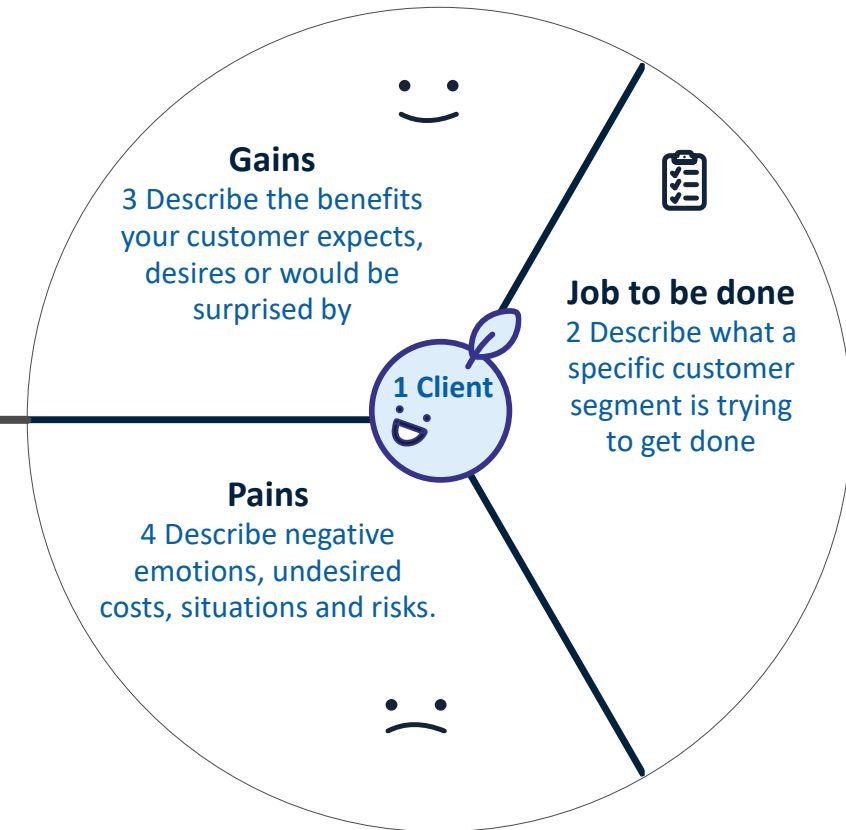 Gains
3 Describe the benefits
your customer expects,
desires or would be
surprised by
Job to be done
2 Describe what a
specific customer
segment is trying
to get done
1 Client
Pains
4 Describe negative
emotions, undesired
costs, situations and risks.